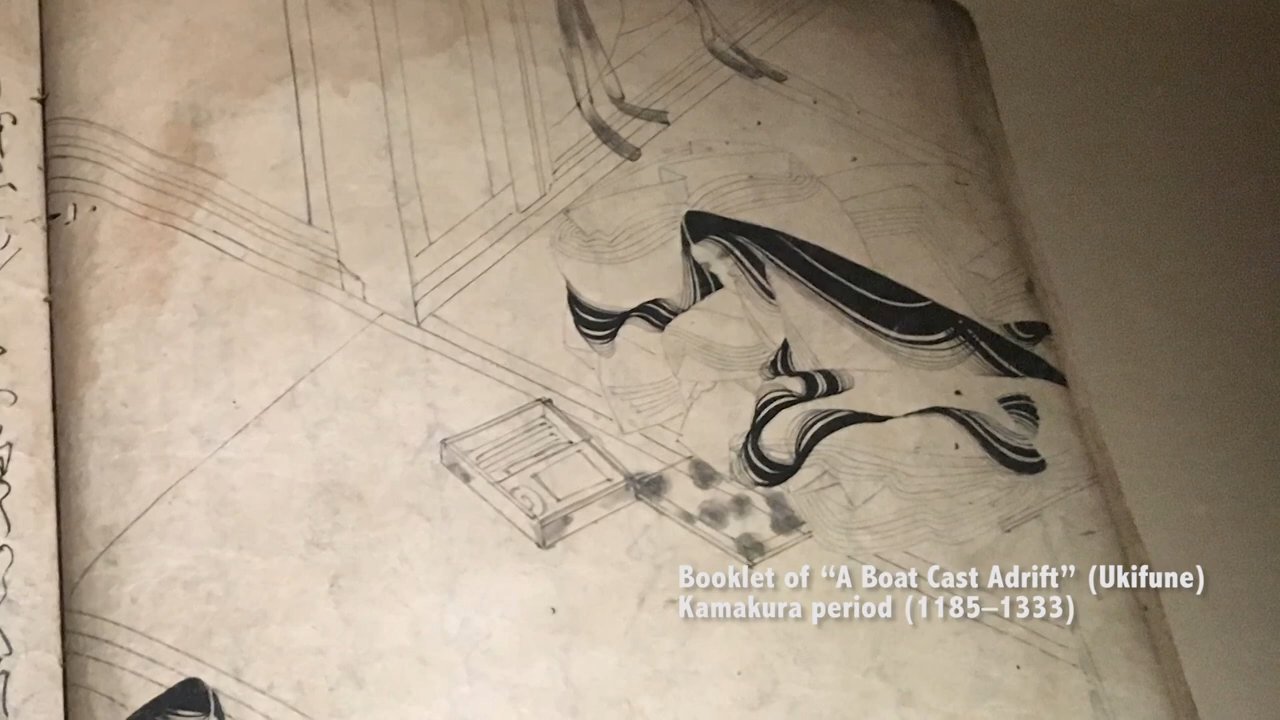 Booklet of “A Boat Cast Adrift” (Ukifune)
Kamakura period (1185–1333)